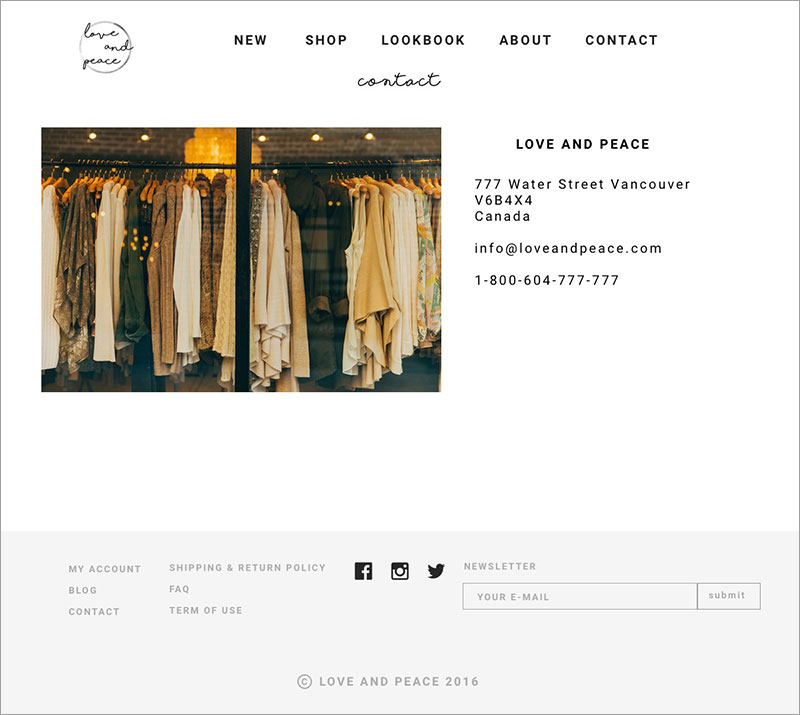 love
and
peace
NEW SHOP LOOKBOOK ABOUT CONTACT
contact
LOVE AND PEACE
777 Water Street Vancouver
V6B4X4
Canada
info@loveandpeace.com
1-800-604-777-777
MY ACCOUNT
BLOG
CONTACT
SHIPPING & RETURN POLICY
FAQ
TERM OF USE
NEWSLETTER
YOUR E-MAIL submit
© LOVE AND PEACE 2016